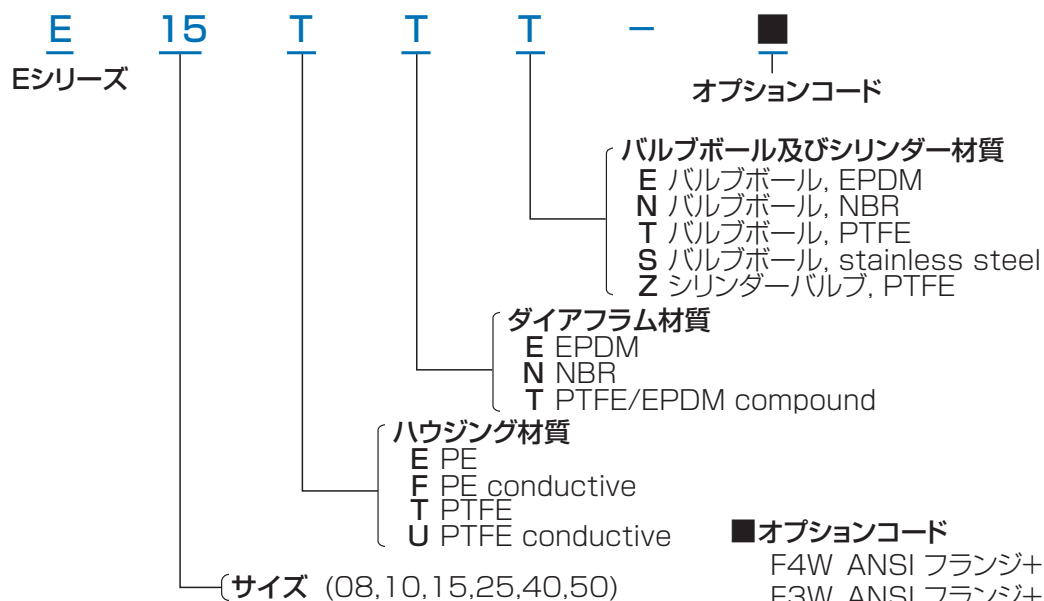 E 15 T T T - ■
Eシリーズ
オプションコード
バルブボール及びシリンダー材質
E バルブボール, EPDM
N バルブボール, NBR
T バルブボール, PTFE
S バルブボール, stainless steel
Z シリンダーバルブ, PTFE
ダイアフラム材質
E EPDM
N NBR
T PTFE/EPDM compound
ハウジング材質
E PE
F PE conductive
T PTFE
U PTFE conductive
サイズ (08,10,15,25,40,50)
■オプションコード
F4W ANSI フランジ+
F3W ANSI フランジ+